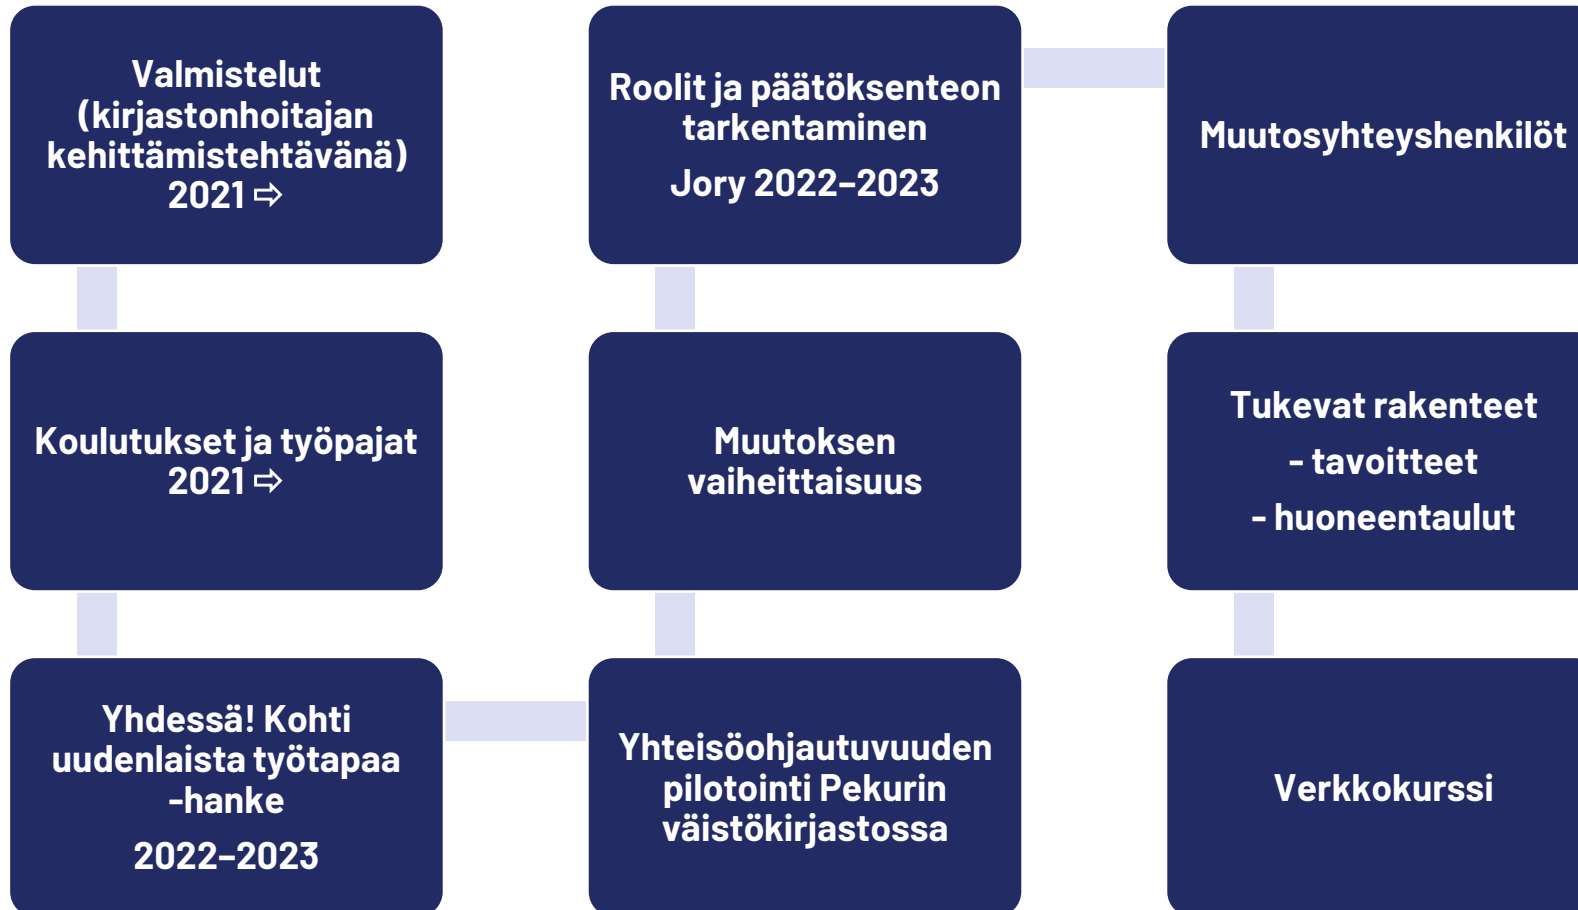 Valmistelut
(kirjastonhoitajan
kehittämistehtävänä)
2021 ⇨
Koulutukset ja työpajat
2021 ⇨
Yhdessä! Kohti
uudenlaista työtapaa
-hanke
2022–2023
Yhteisöohjautuvuuden
pilotointi Pekurin
väistökirjastossa
Muutoksen
vaiheittaisuus
Roolit ja päätöksenteon
tarkentaminen
Jory 2022–2023
Muutosyhteyshenkilöt
Tukevat rakenteet
- tavoitteet
- huoneentaulut
Verkkokurssi